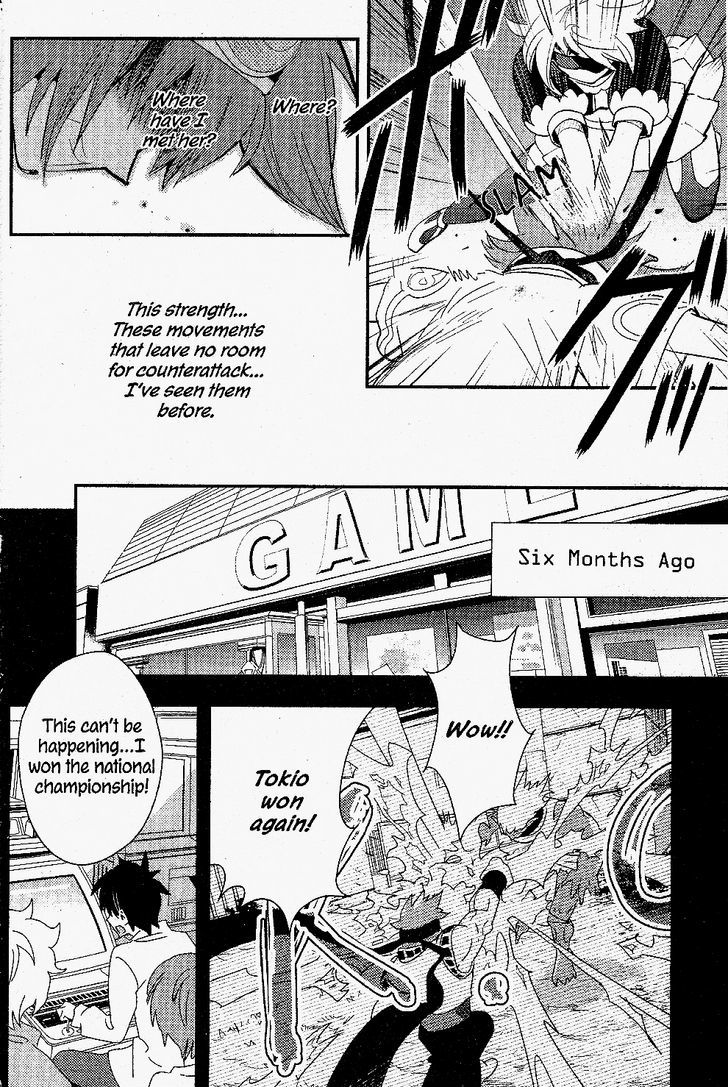 SLAM
Where?
Where
have I
met her?
This strength...
These movements
that leave no room
for counterattack...
I've seen them
before.
GAME
Six Months Ago
Wow!!
Tokio
won
again!
This can't be
happening...I
won the national
championship!